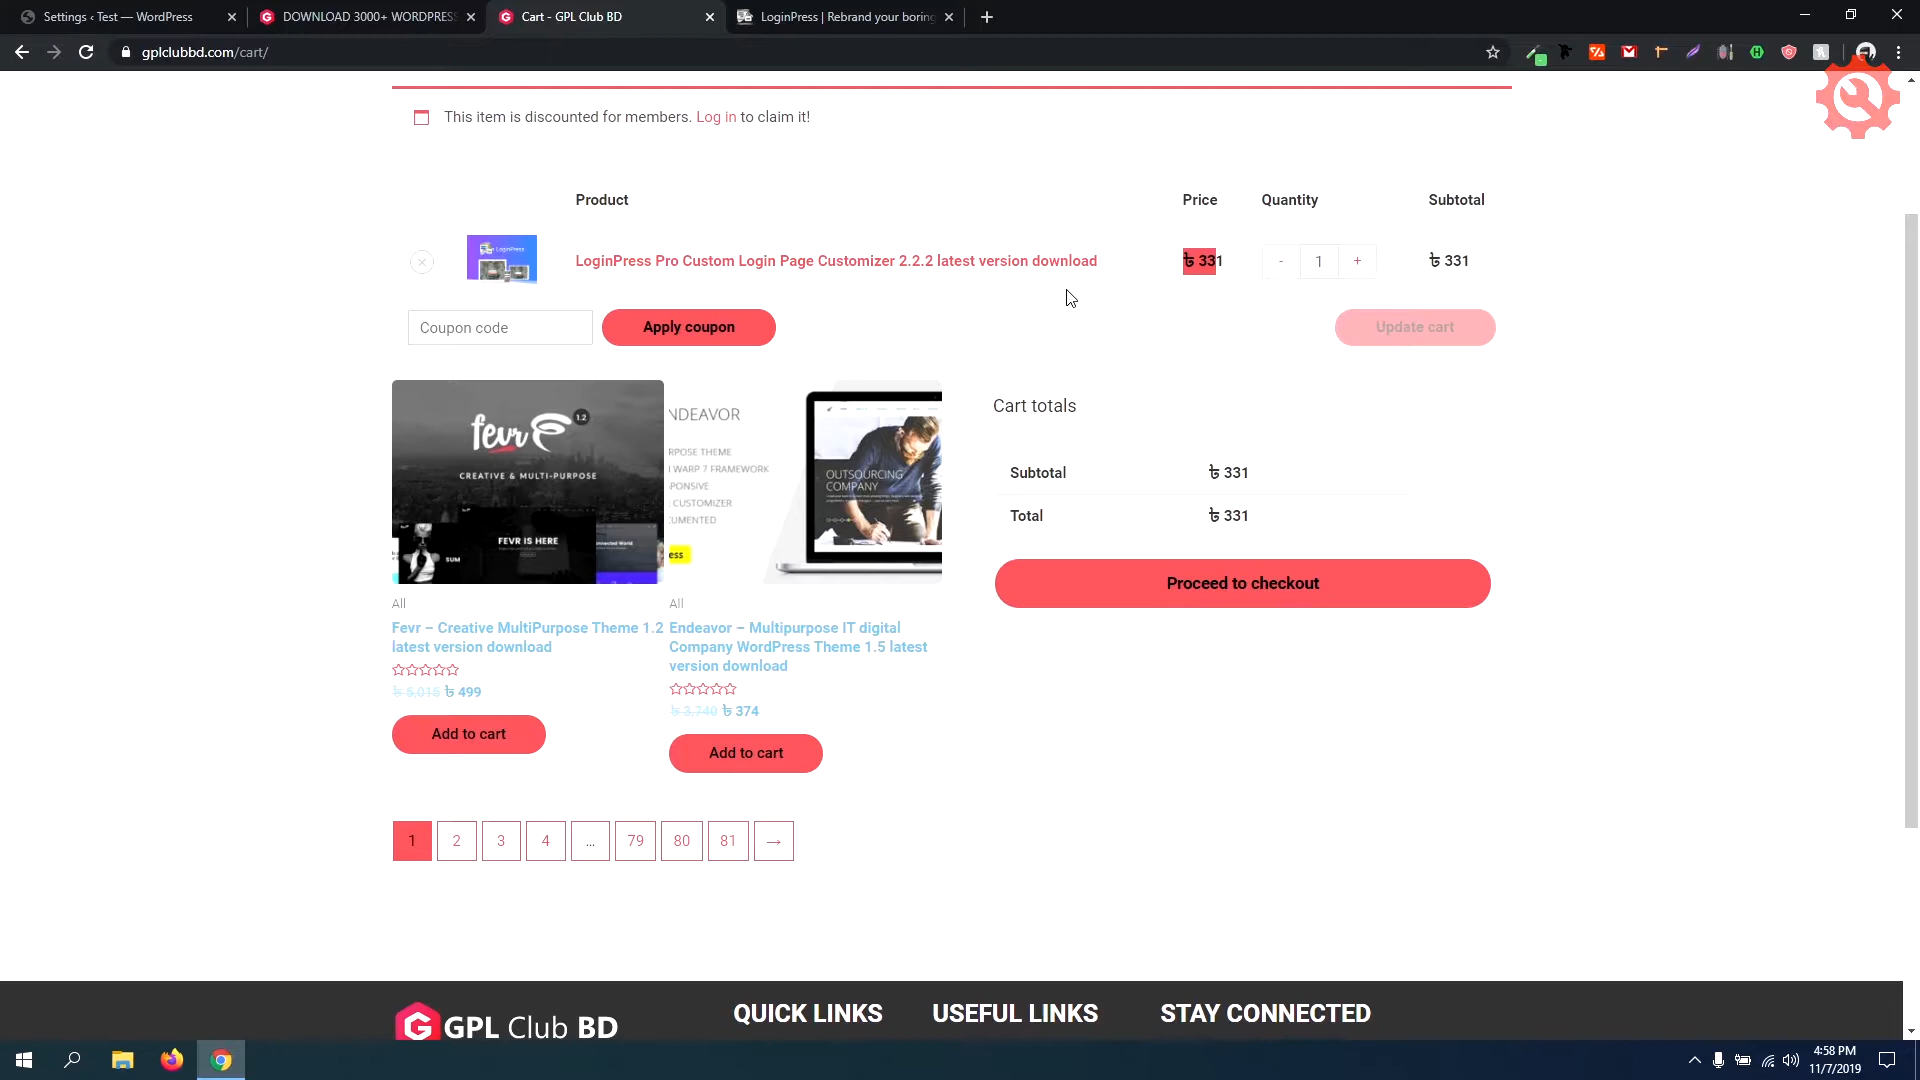 Settings ‹ Test — WordPress
DOWNLOAD 3000+ WORDPRESS
Cart - GPL Club BD
LoginPress | Rebrand your boring
gplclubbd.com/cart/
This item is discounted for members. Log in to claim it!
Product Price Quantity Subtotal
LoginPress Pro Custom Login Page Customizer 2.2.2 latest version download ৳ 331 - 1 + ৳ 331
Coupon code Apply coupon Update cart
fevr 1.2
CREATIVE & MULTI-PURPOSE
FEVR IS HERE
SUM
NDEAVOR
RPOSE THEME
WARP 7 FRAMEWORK
PONSIVE
CUSTOMIZER
CUMENTED
ess
OUTSOURCING
COMPANY
Cart totals
Subtotal ৳ 331
Total ৳ 331
Proceed to checkout
All
Fevr – Creative MultiPurpose Theme 1.2
latest version download
৳ 5,015 ৳ 499
Add to cart
All
Endeavor – Multipurpose IT digital
Company WordPress Theme 1.5 latest
version download
৳ 3,740 ৳ 374
Add to cart
1 2 3 4 … 79 80 81 →
GPL Club BD
QUICK LINKS
USEFUL LINKS
STAY CONNECTED
4:58 PM
11/7/2019